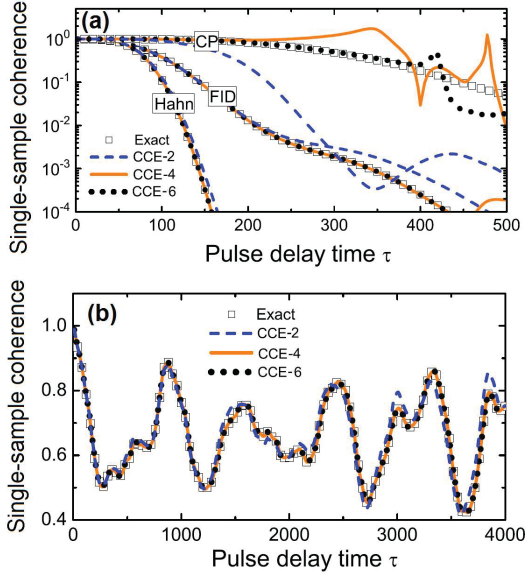 (a)
CP
Hahn
FID
Exact
CCE-2
CCE-4
CCE-6
Single-sample coherence
10⁰
10⁻¹
10⁻²
10⁻³
10⁻⁴
0 100 200 300 400 500
Pulse delay time τ
(b)
Exact
CCE-2
CCE-4
CCE-6
Single-sample coherence
1.0
0.8
0.6
0.4
0 1000 2000 3000 4000
Pulse delay time τ